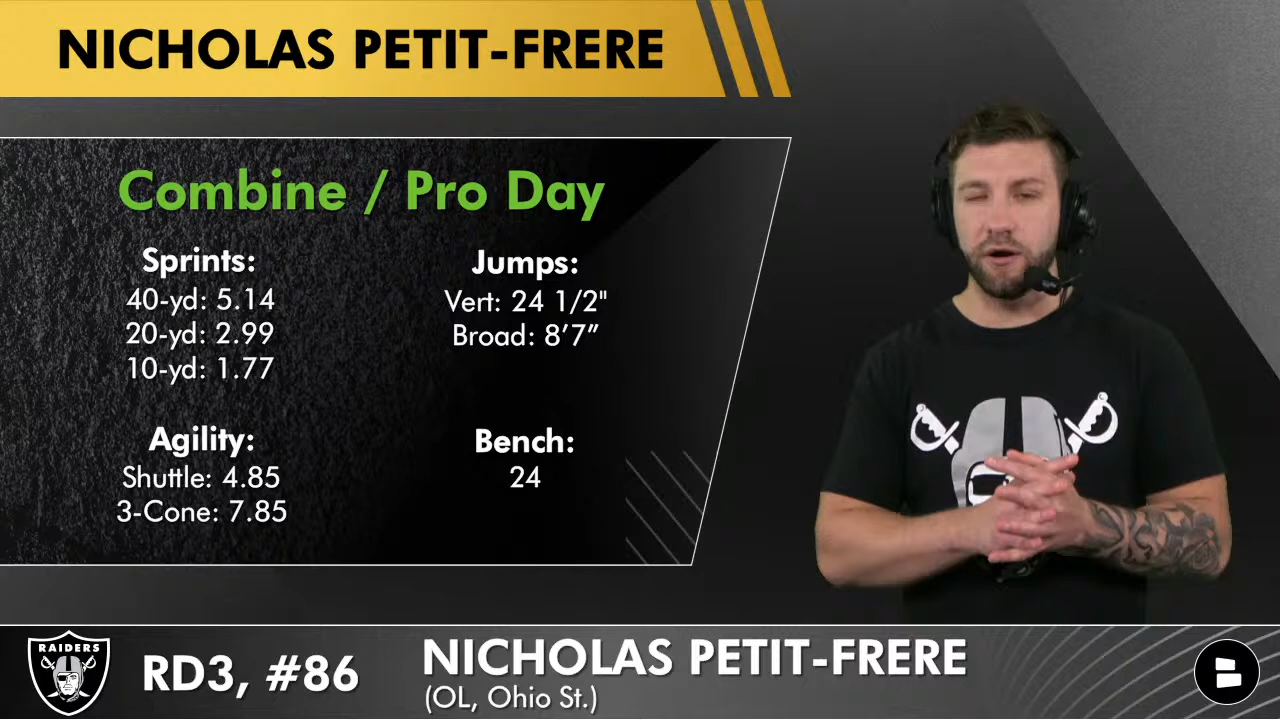 NICHOLAS PETIT-FRERE
Combine / Pro Day
Sprints:
40-yd: 5.14
20-yd: 2.99
10-yd: 1.77
Jumps:
Vert: 24 1/2"
Broad: 8’7”
Agility:
Shuttle: 4.85
3-Cone: 7.85
Bench:
24
RAIDERS
RD3, #86
NICHOLAS PETIT-FRERE
(OL, Ohio St.)